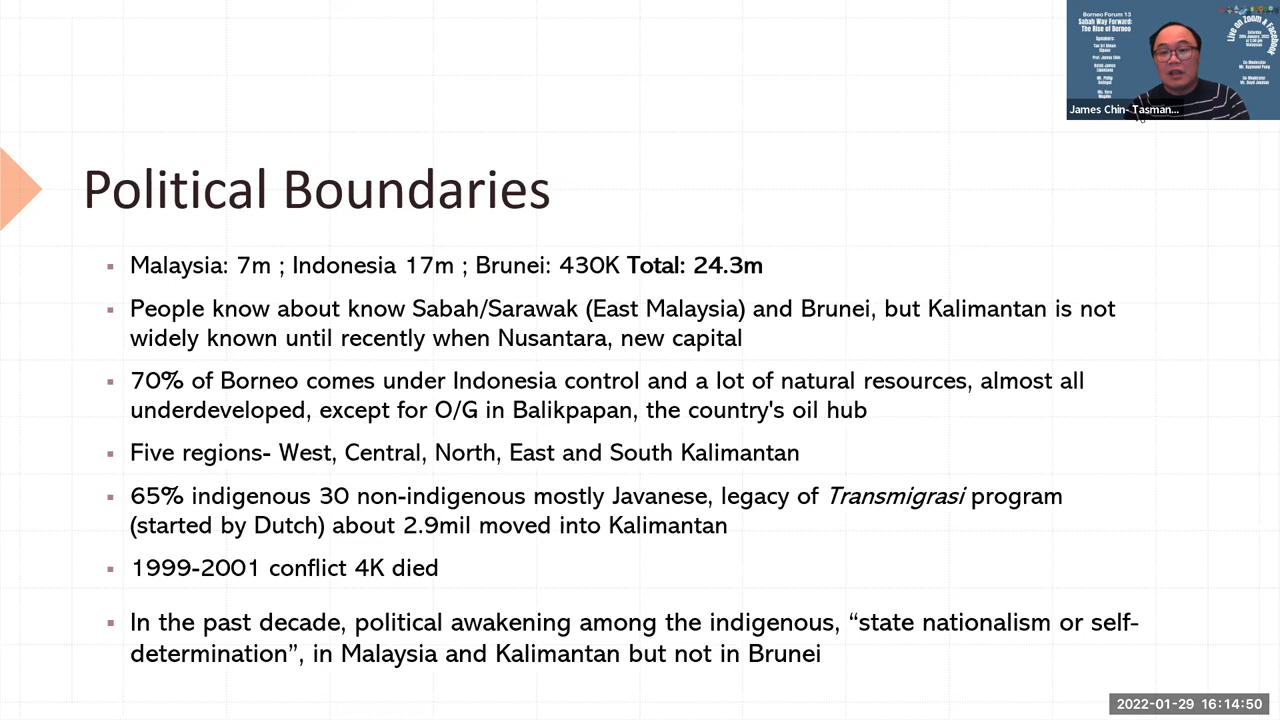 Borneo Forum 13
Sabah Way Forward:
The Rise of Borneo
Speakers:
Live on Zoom & Facebook
Saturday
James Chin- Tasman...
Political Boundaries
Malaysia: 7m ; Indonesia 17m ; Brunei: 430K Total: 24.3m
People know about know Sabah/Sarawak (East Malaysia) and Brunei, but Kalimantan is not
widely known until recently when Nusantara, new capital
70% of Borneo comes under Indonesia control and a lot of natural resources, almost all
underdeveloped, except for O/G in Balikpapan, the country's oil hub
Five regions- West, Central, North, East and South Kalimantan
65% indigenous 30 non-indigenous mostly Javanese, legacy of Transmigrasi program
(started by Dutch) about 2.9mil moved into Kalimantan
1999-2001 conflict 4K died
In the past decade, political awakening among the indigenous, “state nationalism or self-
determination”, in Malaysia and Kalimantan but not in Brunei
2022-01-29 16:14:50